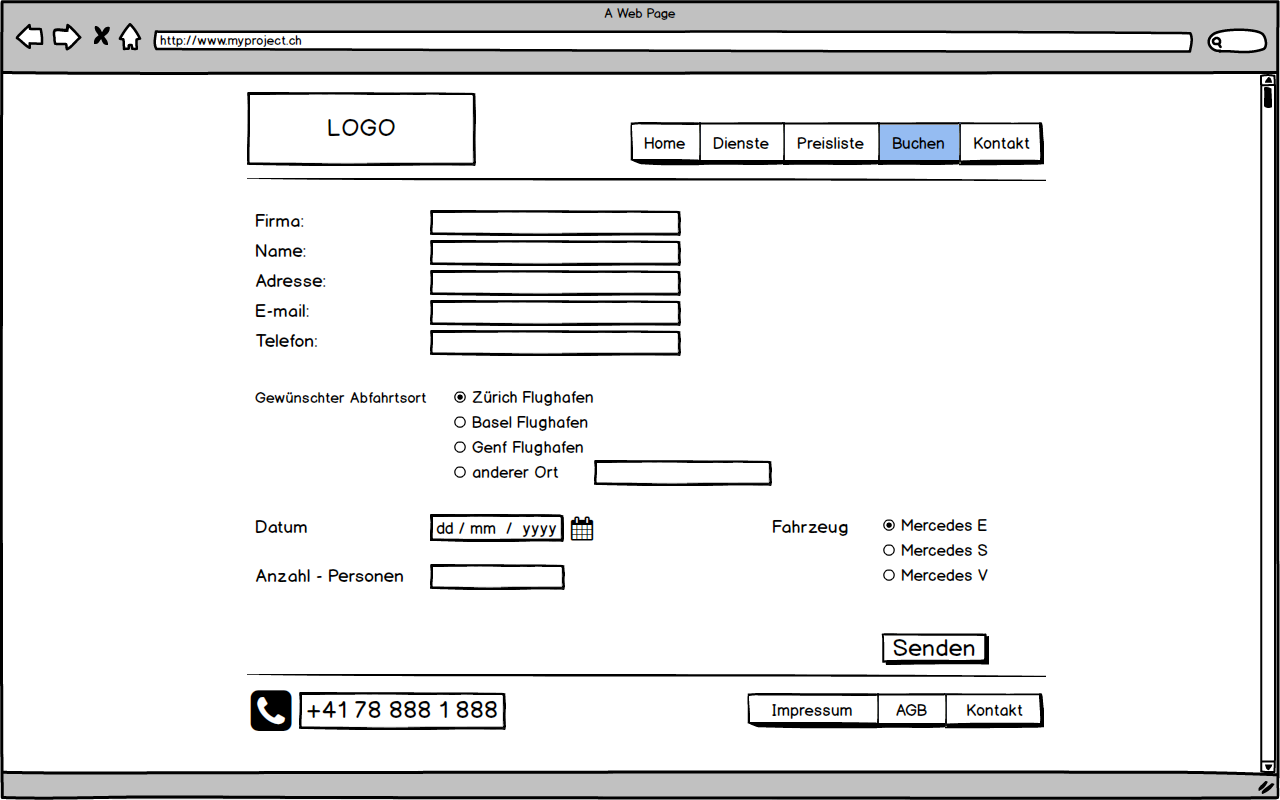 A Web Page
http://www.myproject.ch
LOGO
Home Dienste Preisliste Buchen Kontakt
Firma:
Name:
Adresse:
E-mail:
Telefon:
Gewünschter Abfahrtsort
Zürich Flughafen
Basel Flughafen
Genf Flughafen
anderer Ort
Datum dd / mm / yyyy
Anzahl - Personen
Fahrzeug
Mercedes E
Mercedes S
Mercedes V
Senden
+41 78 888 1 888
Impressum AGB Kontakt